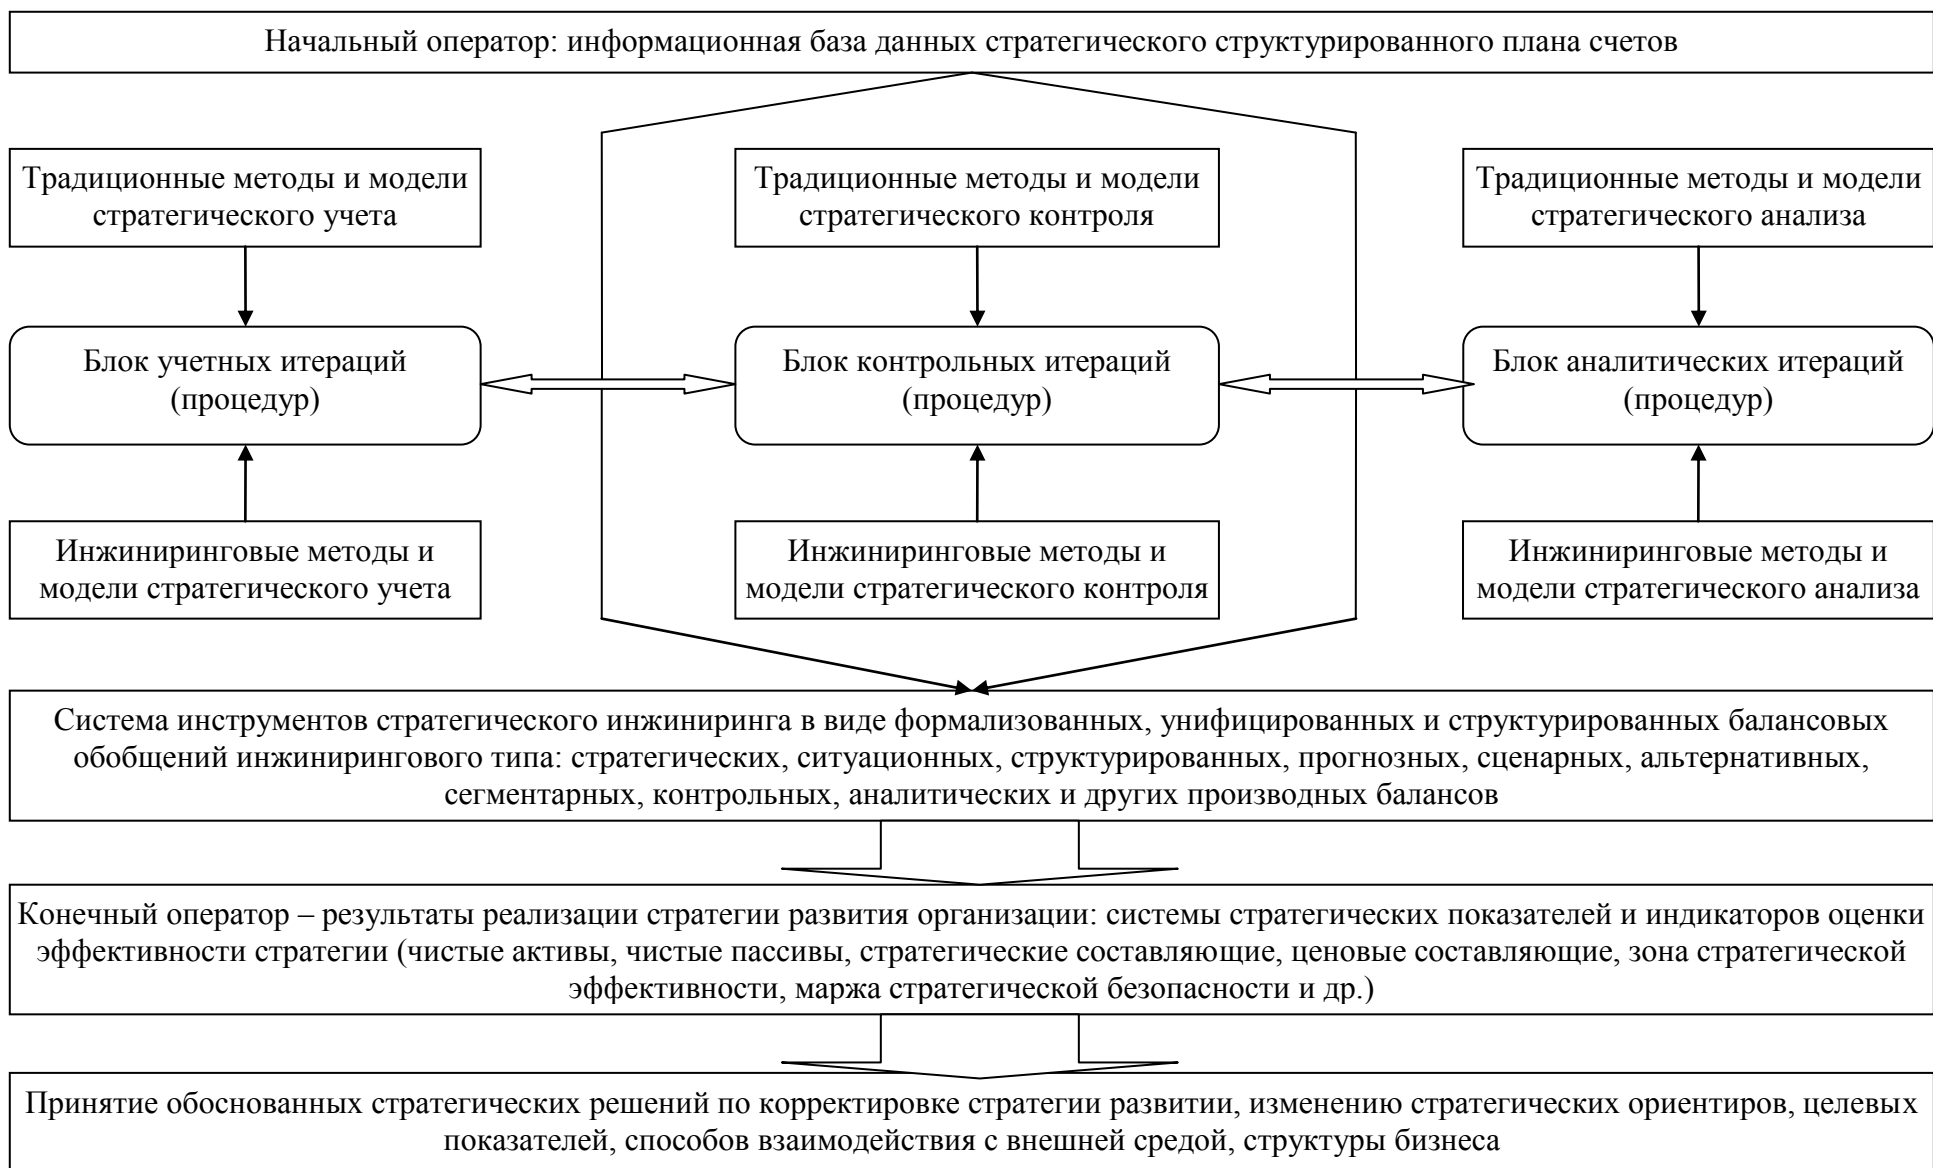 Начальный оператор: информационная база данных стратегического структурированного плана счетов
Традиционные методы и модели
стратегического учета
Традиционные методы и модели
стратегического контроля
Традиционные методы и модели
стратегического анализа
Блок учетных итераций
(процедур)
Блок контрольных итераций
(процедур)
Блок аналитических итераций
(процедур)
Инжиниринговые методы и
модели стратегического учета
Инжиниринговые методы и
модели стратегического контроля
Инжиниринговые методы и
модели стратегического анализа
Система инструментов стратегического инжиниринга в виде формализованных, унифицированных и структурированных балансовых
обобщений инжинирингового типа: стратегических, ситуационных, структурированных, прогнозных, сценарных, альтернативных,
сегментарных, контрольных, аналитических и других производных балансов
Конечный оператор – результаты реализации стратегии развития организации: системы стратегических показателей и индикаторов оценки
эффективности стратегии (чистые активы, чистые пассивы, стратегические составляющие, ценовые составляющие, зона стратегической
эффективности, маржа стратегической безопасности и др.)
Принятие обоснованных стратегических решений по корректировке стратегии развитии, изменению стратегических ориентиров, целевых
показателей, способов взаимодействия с внешней средой, структуры бизнеса